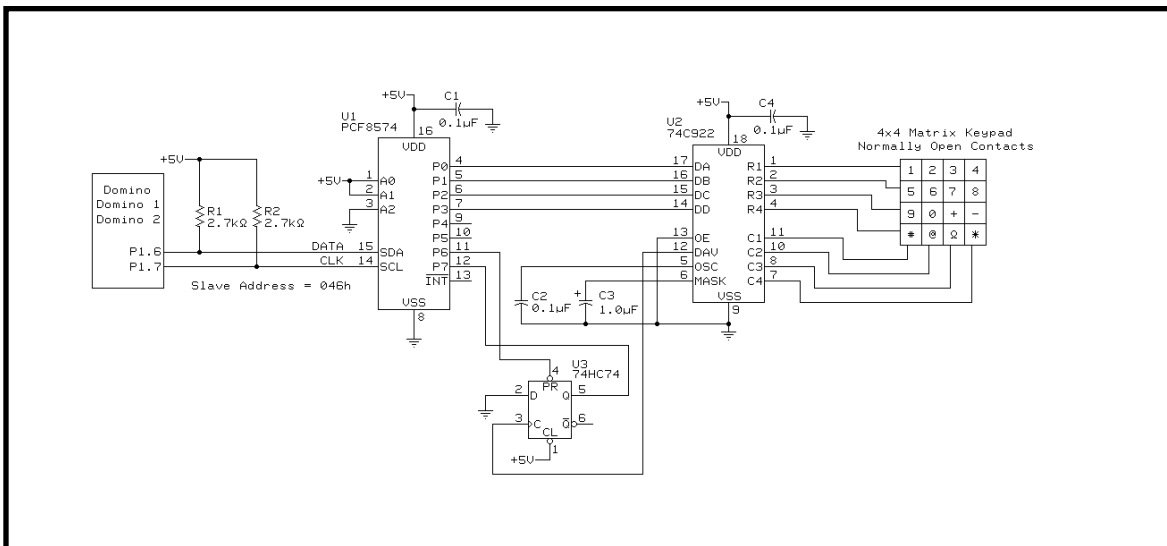 +5V
C1
0.1µF
U1
PCF8574
16
VDD
P0 4
P1 5
P2 6
P3 7
P4 9
P5 10
P6 11
P7 12
INT 13
1 A0
2 A1
3 A2
15 SDA
14 SCL
VSS
8
+5V
+5V
R1
2.7kΩ
R2
2.7kΩ
Domino
Domino 1
Domino 2
P1.6
P1.7
DATA
CLK
Slave Address = 046h
+5V
C4
0.1µF
U2
74C922
18
VDD
17 DA
16 DB
15 DC
14 DD
13 OE
12 DAV
5 OSC
6 MASK
R1 1
R2 2
R3 3
R4 4
C1 11
C2 10
C3 8
C4 7
VSS
9
4x4 Matrix Keypad
Normally Open Contacts
1 2 3 4
5 6 7 8
9 0 + -
# @ Ω *
C2
0.1µF
+
C3
1.0µF
U3
74HC74
4
PR
2 D
Q 5
3 C
Q 6
CL
1
+5V